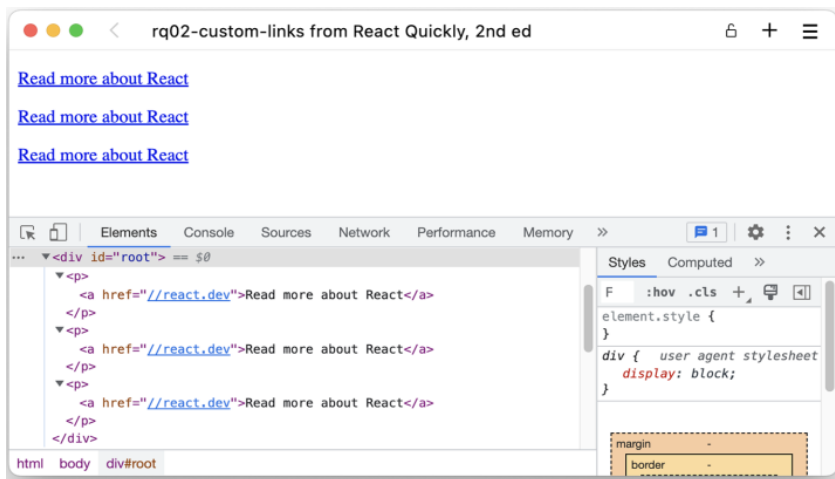 rq02-custom-links from React Quickly, 2nd ed
Read more about React
Read more about React
Read more about React
Elements Console Sources Network Performance Memory » 1
... ▼<div id="root"> == $0
▼<p>
<a href="//react.dev">Read more about React</a>
</p>
▼<p>
<a href="//react.dev">Read more about React</a>
</p>
▼<p>
<a href="//react.dev">Read more about React</a>
</p>
</div>
html body div#root
Styles Computed »
F :hov .cls +
element.style {
}
div { user agent stylesheet
display: block;
}
margin -
border -